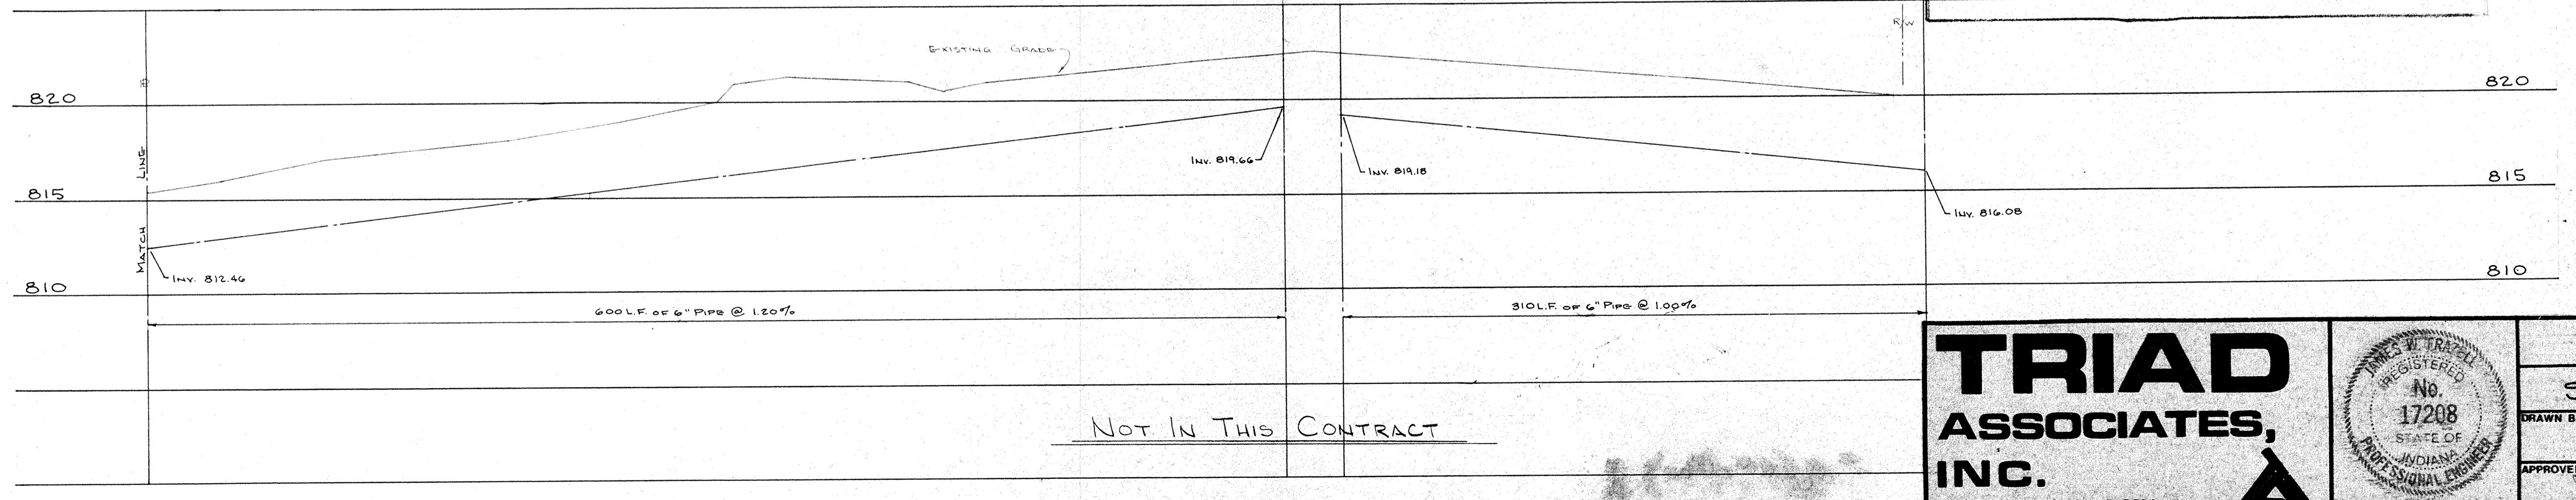 R/W
EXISTING GRADE
820
820
LINE
INV. 819.66
INV. 819.18
815
815
INV. 816.08
MATCH
INV. 812.46
810
810
600 L.F. OF 6" PIPE @ 1.20%
310 L.F. OF 6" PIPE @ 1.00%
NOT IN THIS CONTRACT
TRIAD
ASSOCIATES,
INC.
JAMES W FRAZELL
REGISTERED
No.
17208
STATE OF
INDIANA
PROFESSIONAL ENGINEER
DRAWN B
APPROVE